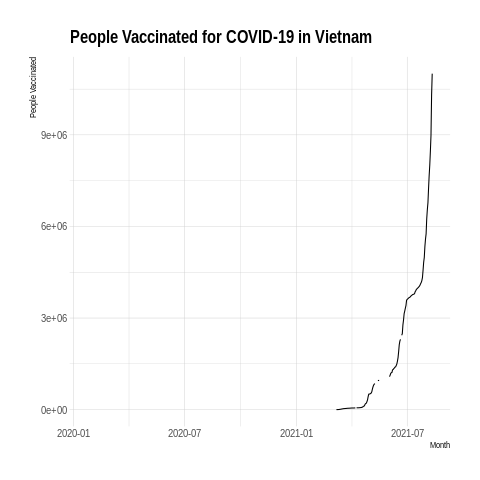 People Vaccinated for COVID-19 in Vietnam
People Vaccinated
9e+06
6e+06
3e+06
0e+00
2020-01
2020-07
2021-01
2021-07
Month